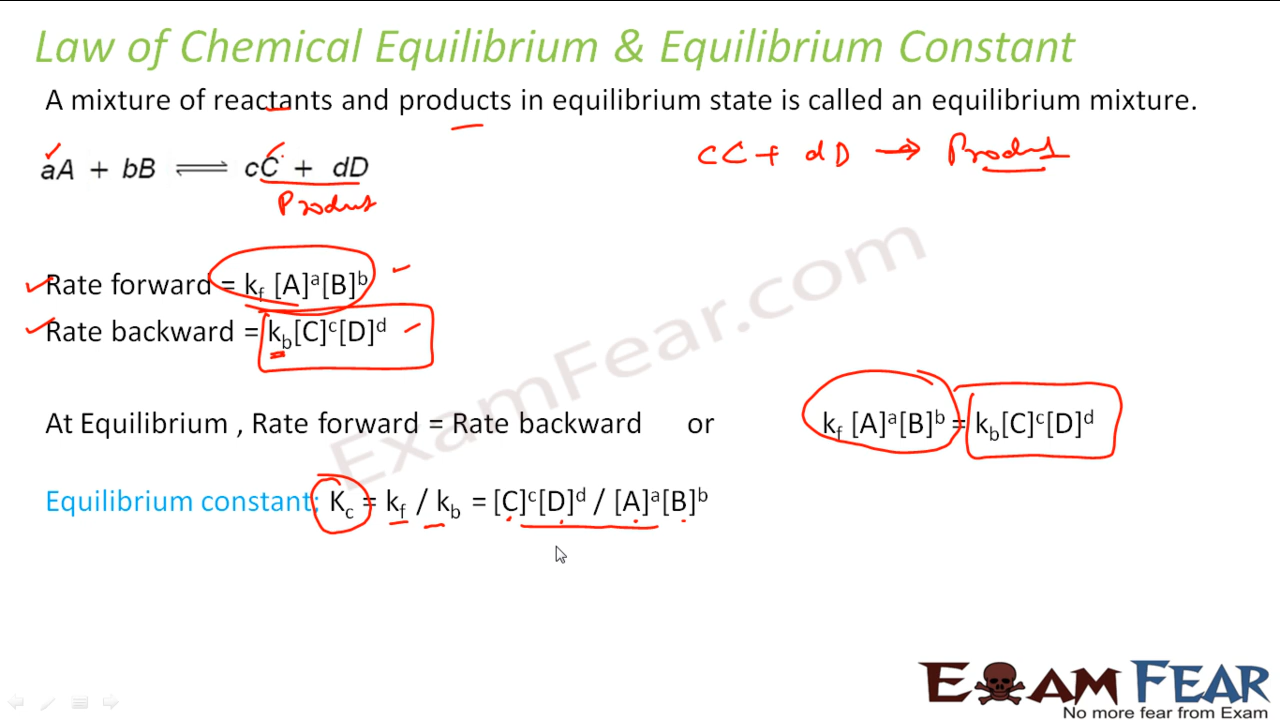 Law of Chemical Equilibrium & Equilibrium Constant
A mixture of reactants and products in equilibrium state is called an equilibrium mixture.
cC + dD → Product
aA + bB ⇌ cC + dD
Product
Rate forward = k_f [A]ᵃ[B]ᵇ
Rate backward = k_b[C]ᶜ[D]ᵈ
At Equilibrium , Rate forward = Rate backward or k_f [A]ᵃ[B]ᵇ = k_b[C]ᶜ[D]ᵈ
Equilibrium constant; K_c = k_f / k_b = [C]ᶜ[D]ᵈ / [A]ᵃ[B]ᵇ
ExamFear.com
EXAM FEAR
No more fear from Exam